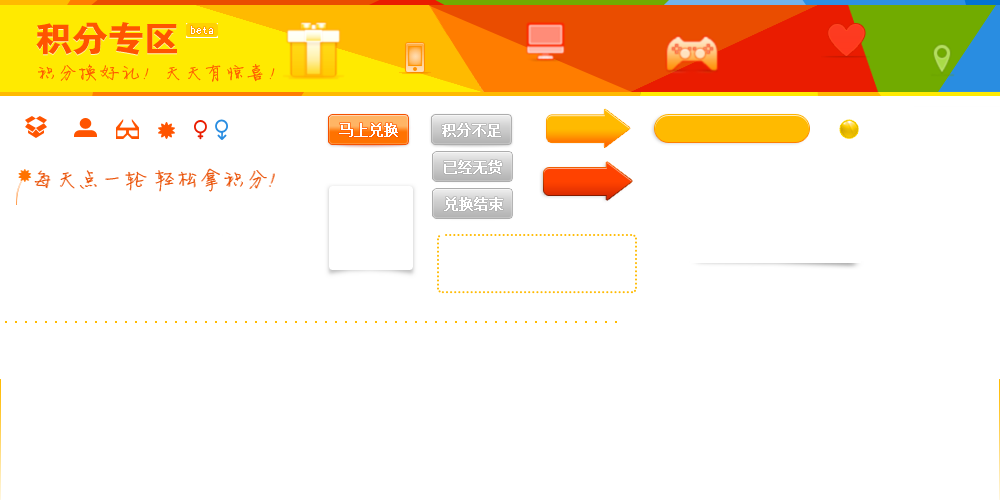 积分专区 beta
积分换好礼！天天有惊喜！
马上兑换
积分不足
已经无货
兑换结束
每天点一轮 轻松拿积分！